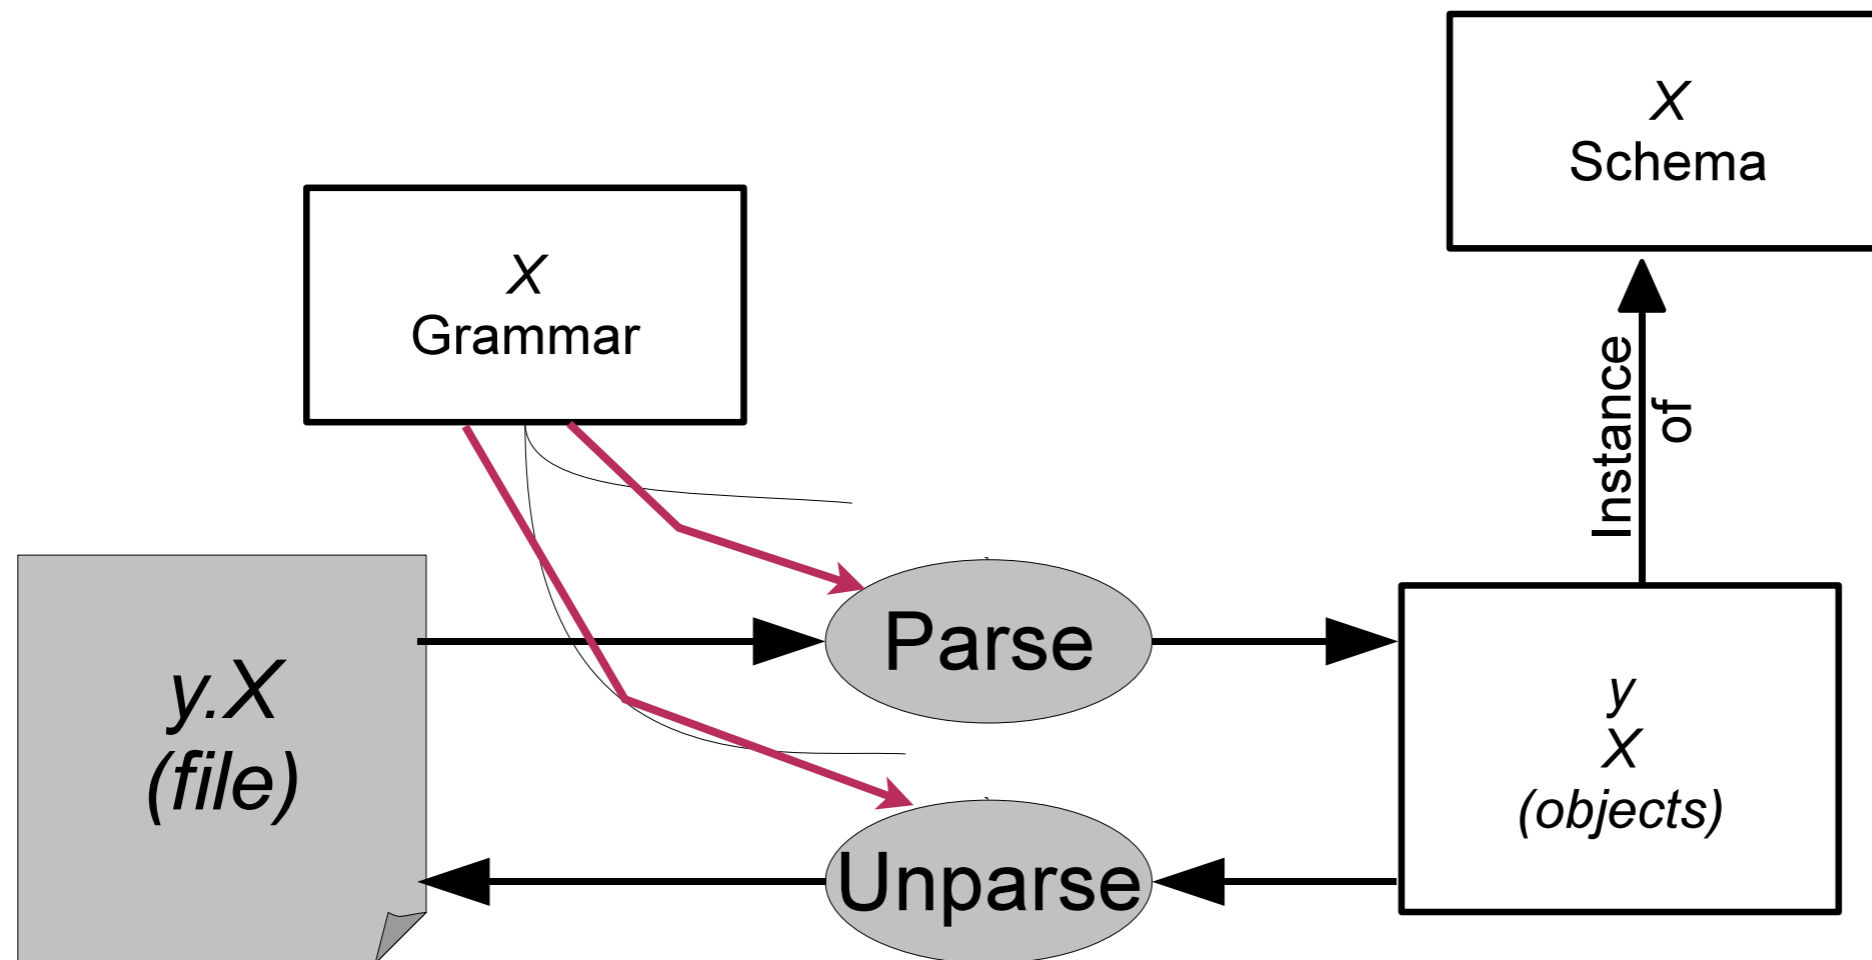 X
Schema
X
Grammar
Instance
of
Parse
y.X
(file)
y
X
(objects)
Unparse